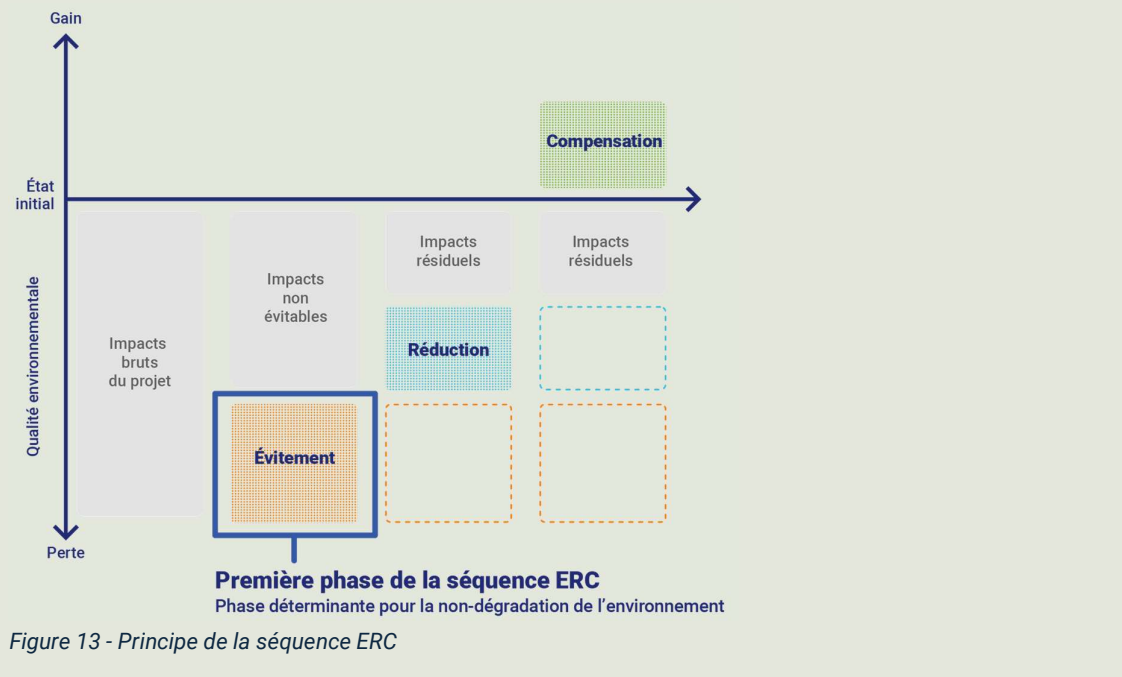 Gain
Compensation
État
initial
Impacts
résiduels
Impacts
résiduels
Impacts
non
évitables
Réduction
Impacts
bruts
du projet
Qualité environnementale
Évitement
Perte
Première phase de la séquence ERC
Phase déterminante pour la non-dégradation de l’environnement
Figure 13 - Principe de la séquence ERC